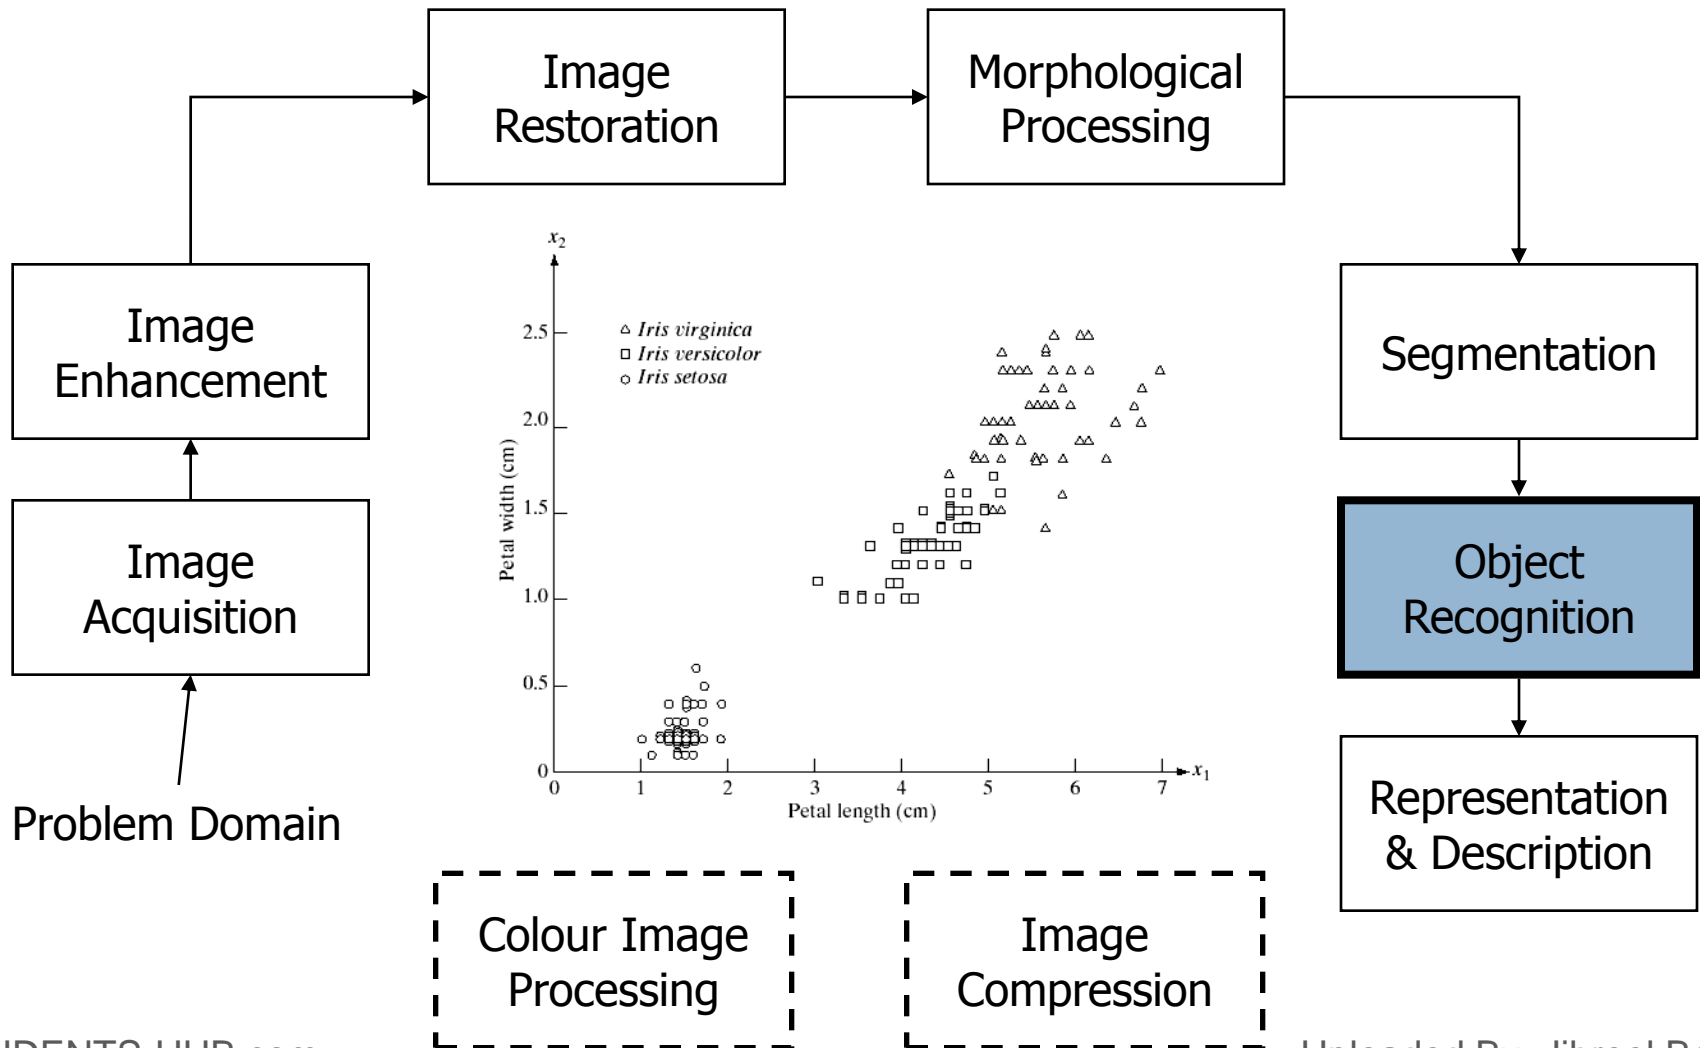 Image
Restoration
Morphological
Processing
Image
Enhancement
Segmentation
Image
Acquisition
Object
Recognition
Problem Domain
Representation
& Description
x2
2.5
2.0
1.5
1.0
0.5
0
Petal width (cm)
Iris virginica
Iris versicolor
Iris setosa
0 1 2 3 4 5 6 7
x1
Petal length (cm)
Colour Image
Processing
Image
Compression